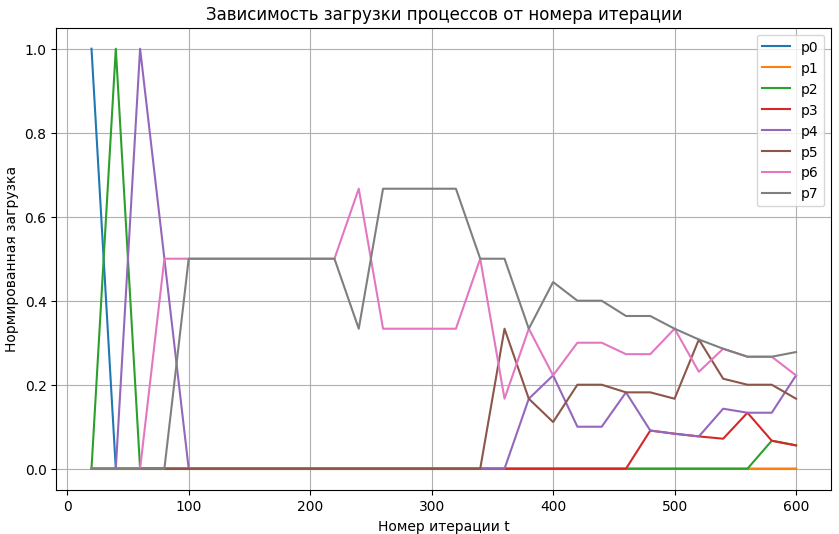 Зависимость загрузки процессов от номера итерации
Нормированная загрузка
1.0
0.8
0.6
0.4
0.2
0.0
p0
p1
p2
p3
p4
p5
p6
p7
0 100 200 300 400 500 600
Номер итерации t